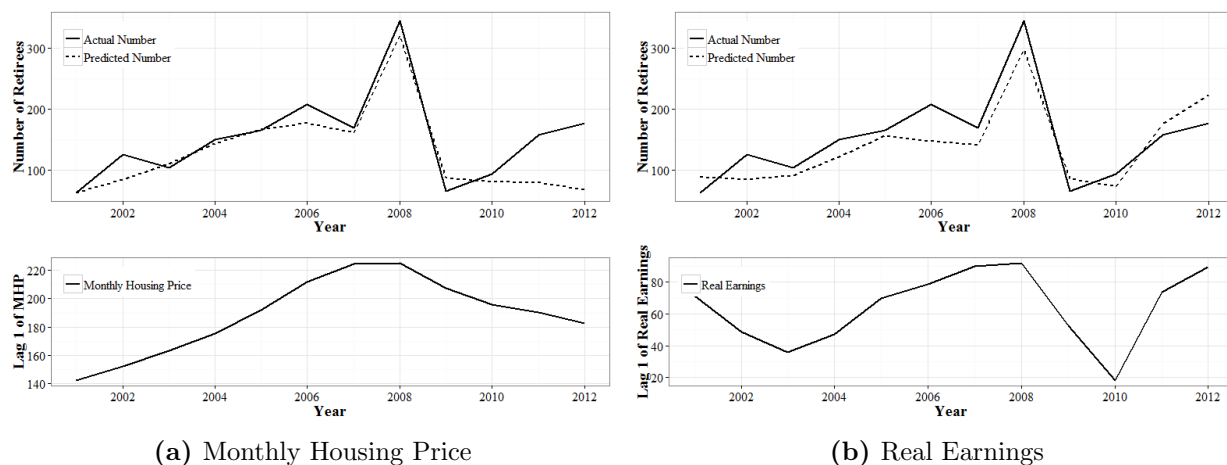 Number of Retirees
Actual Number
Predicted Number
300
200
100
2002 2004 2006 2008 2010 2012
Year
Lag 1 of MHP
Monthly Housing Price
220
200
180
160
140
2002 2004 2006 2008 2010 2012
Year
(a) Monthly Housing Price
Number of Retirees
Actual Number
Predicted Number
300
200
100
2002 2004 2006 2008 2010 2012
Year
Lag 1 of Real Earnings
Real Earnings
80
60
40
20
2002 2004 2006 2008 2010 2012
Year
(b) Real Earnings